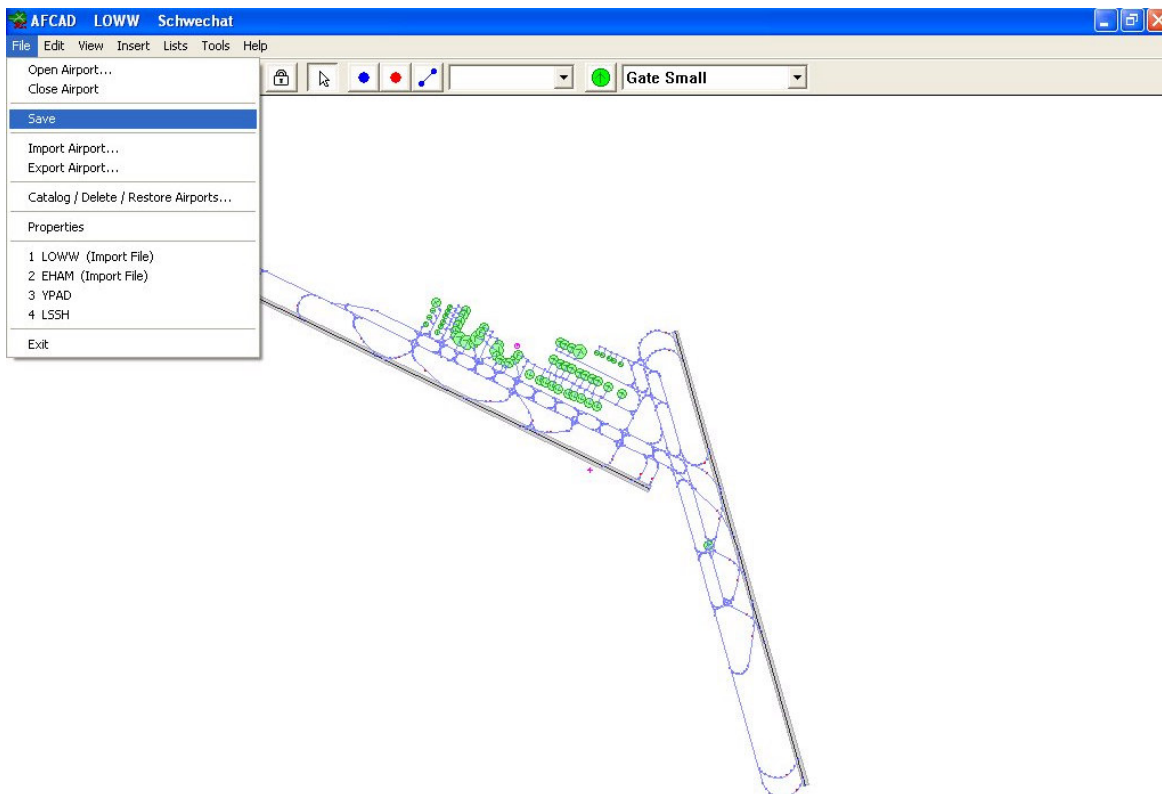 AFCAD LOWW Schwechat
File Edit View Insert Lists Tools Help
Gate Small
Open Airport...
Close Airport
Save
Import Airport...
Export Airport...
Catalog / Delete / Restore Airports...
Properties
1 LOWW (Import File)
2 EHAM (Import File)
3 YPAD
4 LSSH
Exit